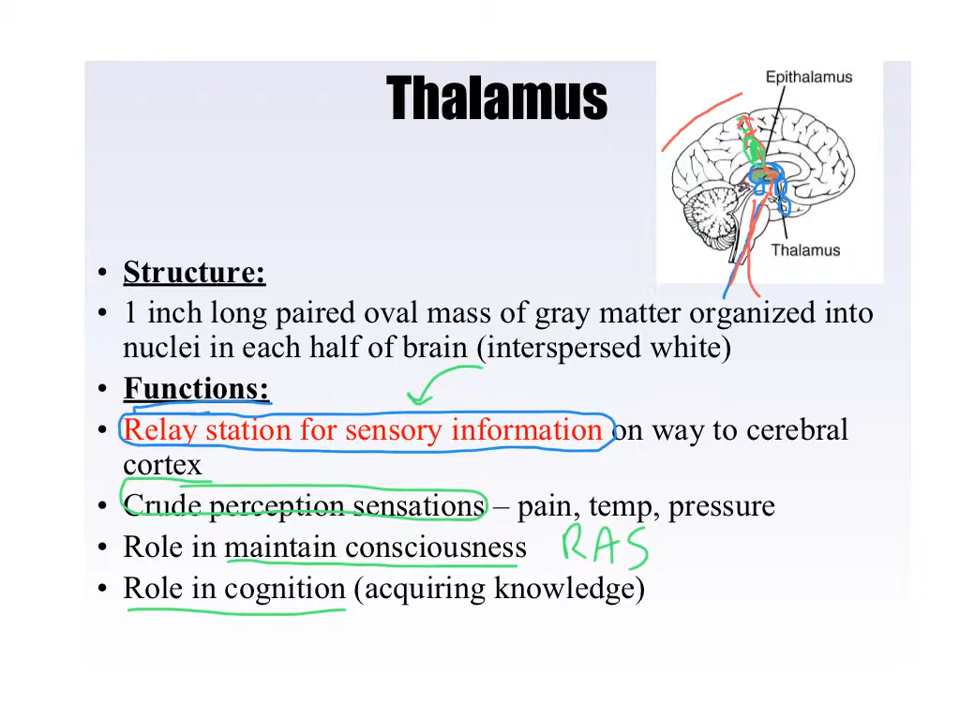 Thalamus
Epithalamus
Thalamus
• Structure:
• 1 inch long paired oval mass of gray matter organized into
nuclei in each half of brain (interspersed white)
• Functions:
• Relay station for sensory information on way to cerebral
cortex
• Crude perception sensations – pain, temp, pressure
• Role in maintain consciousness RAS
• Role in cognition (acquiring knowledge)